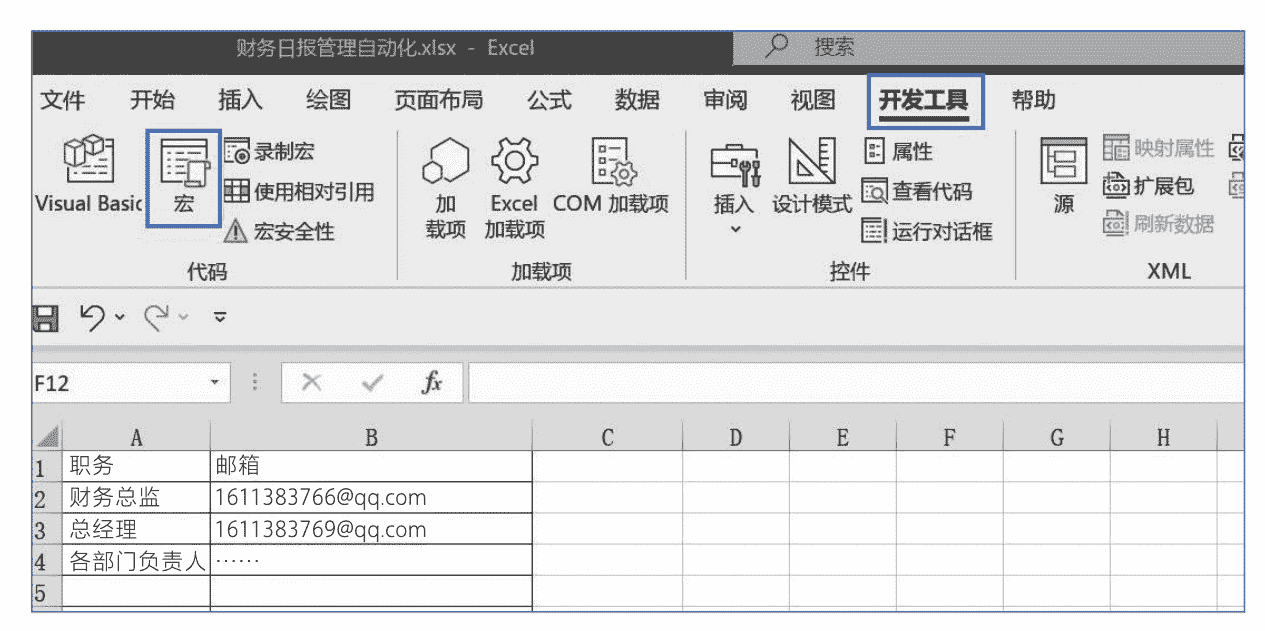 财务日报管理自动化.xlsx - Excel 搜索
文件 开始 插入 绘图 页面布局 公式 数据 审阅 视图 开发工具 帮助
Visual Basic 宏 录制宏 使用相对引用 宏安全性
加载项 Excel 加载项 COM 加载项
插入 设计模式 属性 查看代码 运行对话框
源 映射属性 扩展包 刷新数据
代码 加载项 控件 XML
F12 fx
A B C D E F G H
1 职务 邮箱
2 财务总监 1611383766@qq.com
3 总经理 1611383769@qq.com
4 各部门负责人 ······
5